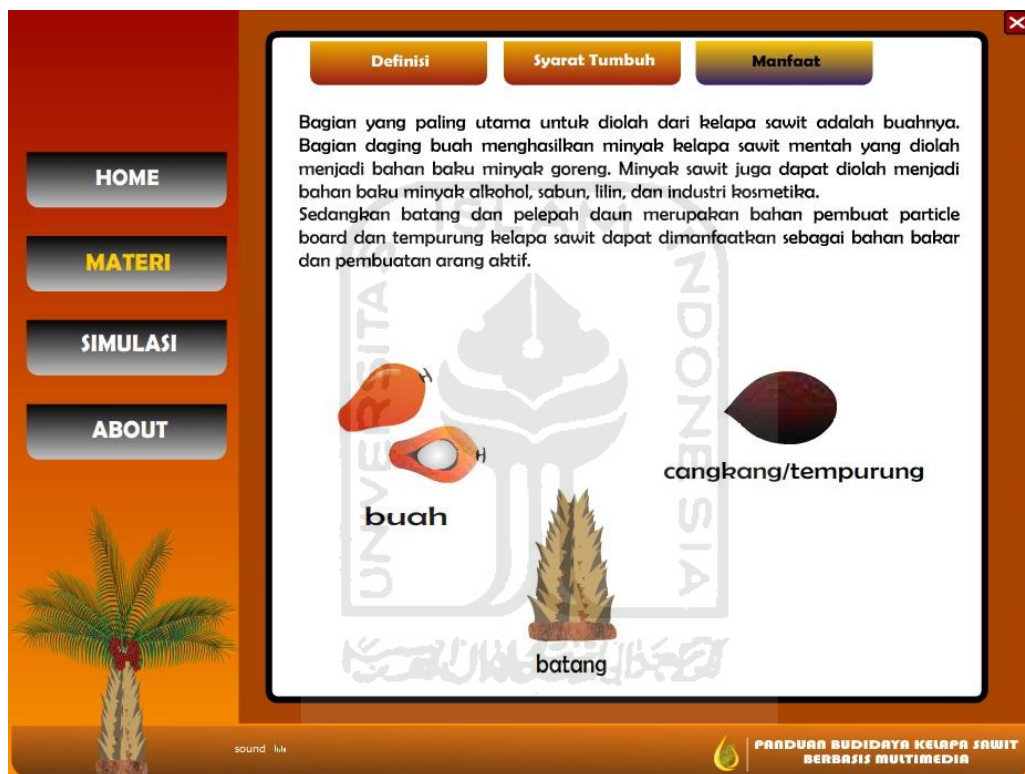 Definisi
Syarat Tumbuh
Manfaat
Bagian yang paling utama untuk diolah dari kelapa sawit adalah buahnya.
Bagian daging buah menghasilkan minyak kelapa sawit mentah yang diolah
menjadi bahan baku minyak goreng. Minyak sawit juga dapat diolah menjadi
bahan baku minyak alkohol, sabun, lilin, dan industri kosmetika.
Sedangkan batang dan pelepah daun merupakan bahan pembuat particle
board dan tempurung kelapa sawit dapat dimanfaatkan sebagai bahan bakar
dan pembuatan arang aktif.
HOME
MATERI
SIMULASI
ABOUT
UNIVERSITAS
ISLAM
INDONESIA
buah
cangkang/tempurung
batang
sound
PANDUAN BUDIDAYA KELAPA SAWIT
BERBASIS MULTIMEDIA